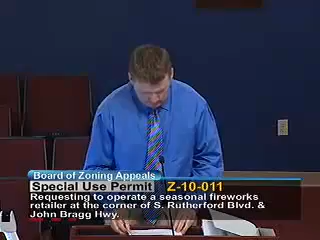 Board of Zoning Appeals
Special Use Permit Z-10-011
Requesting to operate a seasonal fireworks
retailer at the corner of S. Rutherford Blvd. &
John Bragg Hwy.